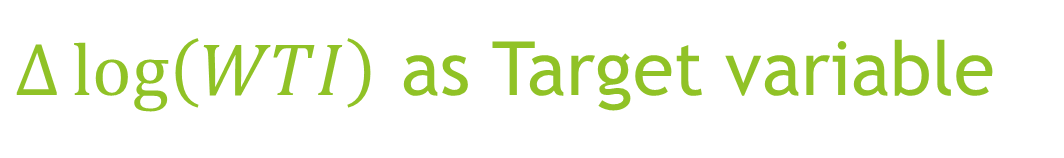 Δ log(WTI) as Target variable